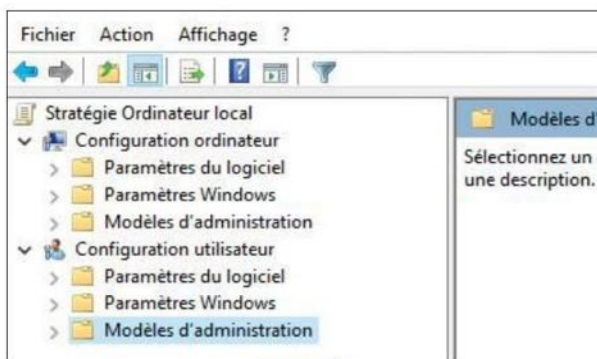 Fichier Action Affichage ?
Stratégie Ordinateur local
Configuration ordinateur
Paramètres du logiciel
Paramètres Windows
Modèles d'administration
Configuration utilisateur
Paramètres du logiciel
Paramètres Windows
Modèles d'administration
Modèles d'
Sélectionnez un
une description.